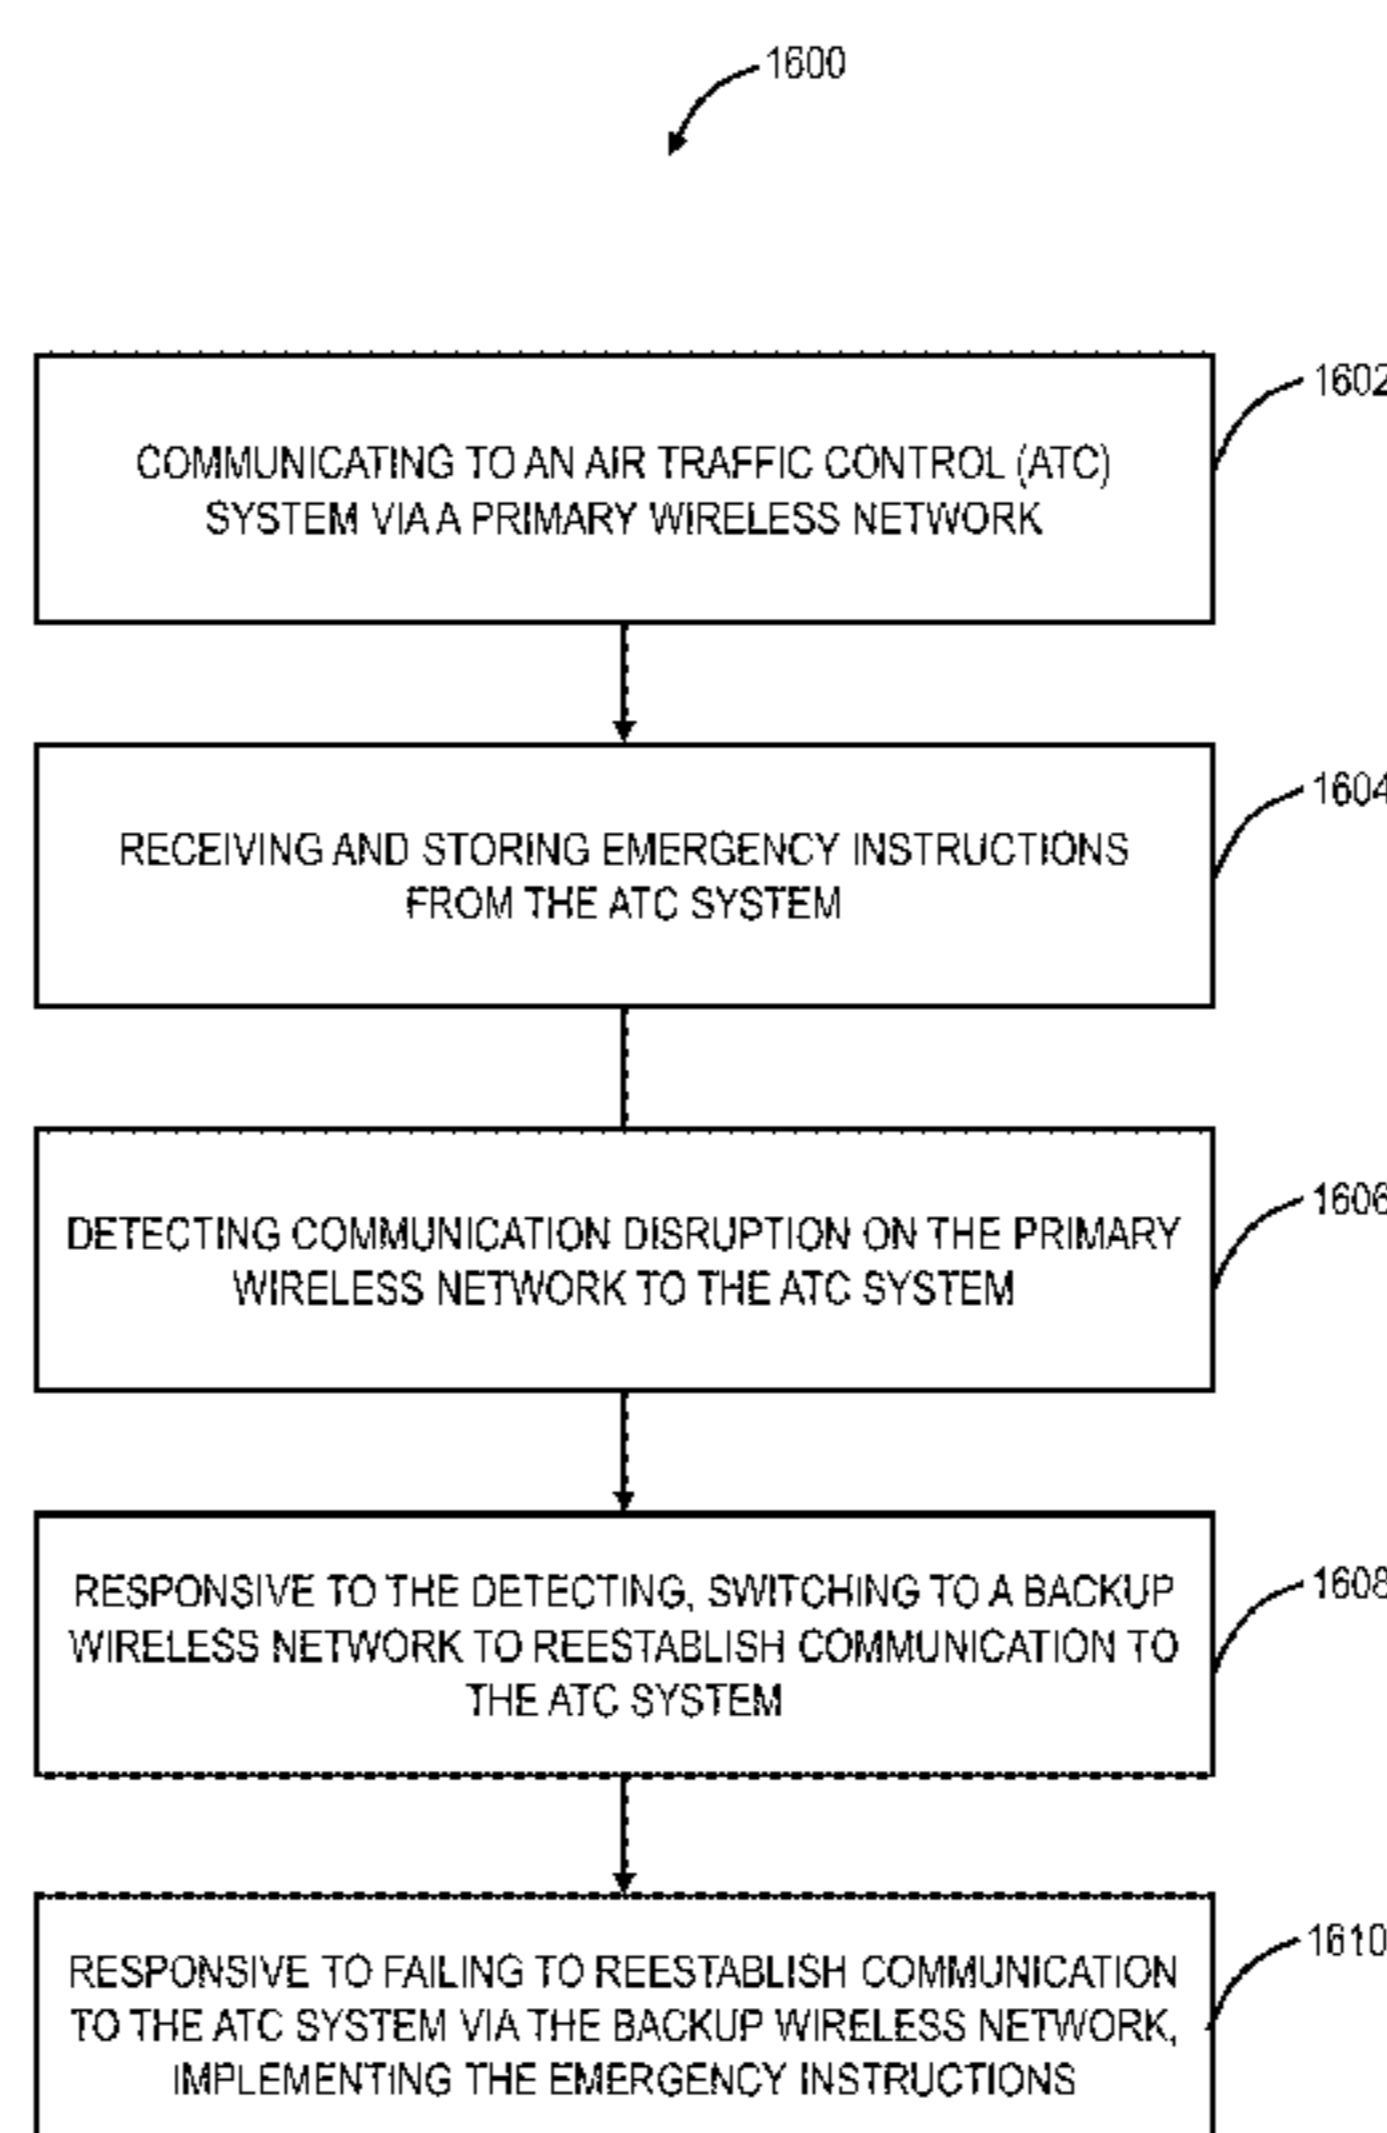 1600
1602
COMMUNICATING TO AN AIR TRAFFIC CONTROL (ATC)
SYSTEM VIA A PRIMARY WIRELESS NETWORK
1604
RECEIVING AND STORING EMERGENCY INSTRUCTIONS
FROM THE ATC SYSTEM
1606
DETECTING COMMUNICATION DISRUPTION ON THE PRIMARY
WIRELESS NETWORK TO THE ATC SYSTEM
1608
RESPONSIVE TO THE DETECTING, SWITCHING TO A BACKUP
WIRELESS NETWORK TO REESTABLISH COMMUNICATION TO
THE ATC SYSTEM
1610
RESPONSIVE TO FAILING TO REESTABLISH COMMUNICATION
TO THE ATC SYSTEM VIA THE BACKUP WIRELESS NETWORK,
IMPLEMENTING THE EMERGENCY INSTRUCTIONS